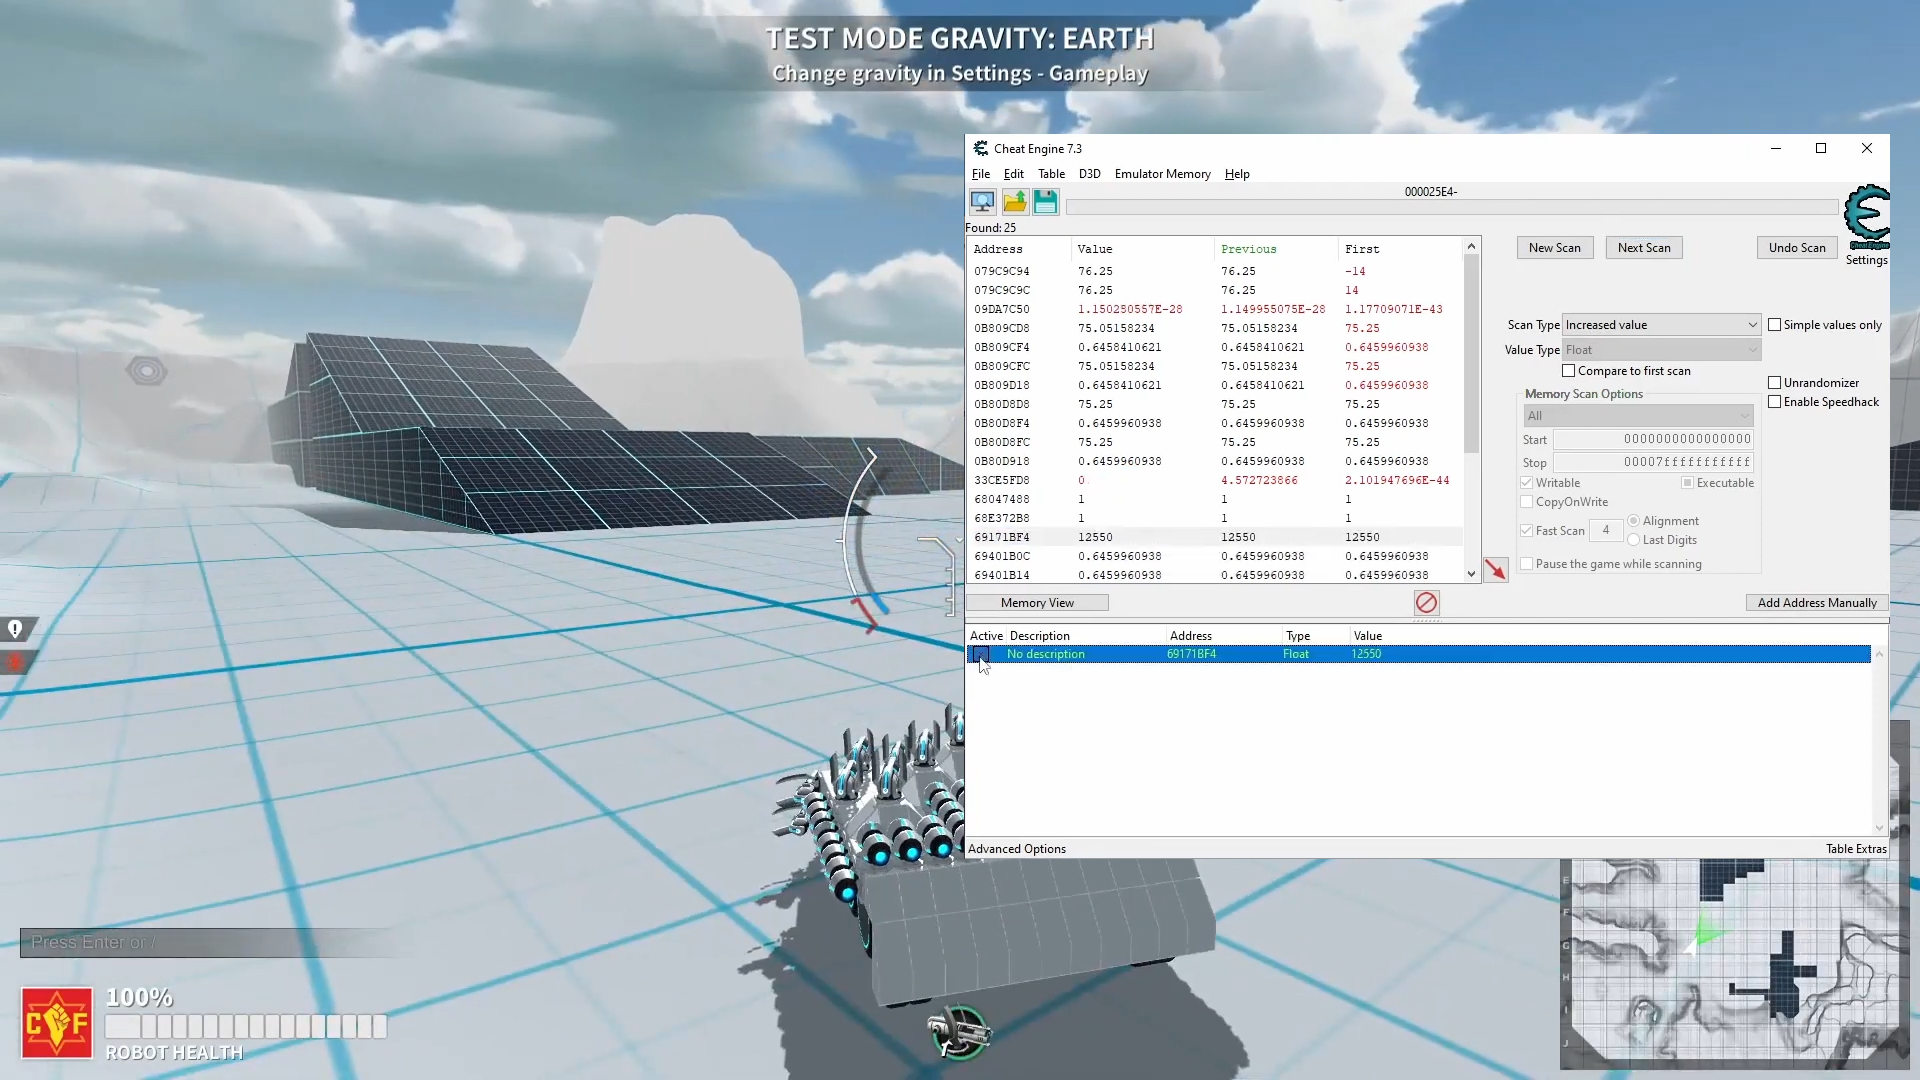 TEST MODE GRAVITY: EARTH
Change gravity in Settings - Gameplay
Cheat Engine 7.3
File Edit Table D3D Emulator Memory Help
000025E4-
Found: 25
Address Value Previous First
079C9C94 76.25 76.25 -14
079C9C9C 76.25 76.25 14
09DA7C50 1.150280557E-28 1.149955075E-28 1.17709071E-43
0B809CD8 75.05158234 75.05158234 75.25
0B809CF4 0.6458410621 0.6458410621 0.6459960938
0B809CFC 75.05158234 75.05158234 75.25
0B809D18 0.6458410621 0.6458410621 0.6459960938
0B80D8D8 75.25 75.25 75.25
0B80D8F4 0.6459960938 0.6459960938 0.6459960938
0B80D8FC 75.25 75.25 75.25
0B80D918 0.6459960938 0.6459960938 0.6459960938
33CE5FD8 0 4.572723866 2.101947696E-44
68047488 1 1 1
68E372B8 1 1 1
69171BF4 12550 12550 12550
69401B0C 0.6459960938 0.6459960938 0.6459960938
69401B14 0.6459960938 0.6459960938 0.6459960938
New Scan Next Scan Undo Scan
Cheat Engine
Settings
Scan Type Increased value Simple values only
Value Type Float
Compare to first scan
Unrandomizer
Memory Scan Options
Enable Speedhack
All
Start 0000000000000000
Stop 00007fffffffffff
Writable Executable
CopyOnWrite
Fast Scan 4 Alignment
Last Digits
Pause the game while scanning
Memory View Add Address Manually
Active Description Address Type Value
No description 69171BF4 Float 12550
Advanced Options Table Extras
E
F
G
H
I
J
Press Enter or /
CF
100%
ROBOT HEALTH
1